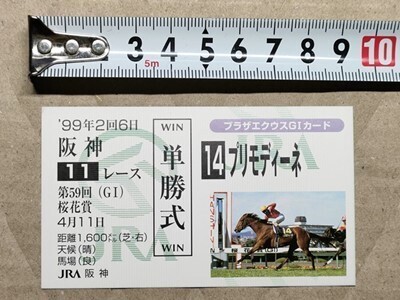 3 4 5 6 7 8 9 10
5m
'99年2回6日
阪神
11レース
第59回(GI)
桜花賞
4月11日
距離1,600㍍(芝・右)
天候(晴)
馬場(良)
JRA 阪神
WIN
単勝式
WIN
プラザエクウスGIカード
14 プリモディーネ
JRA